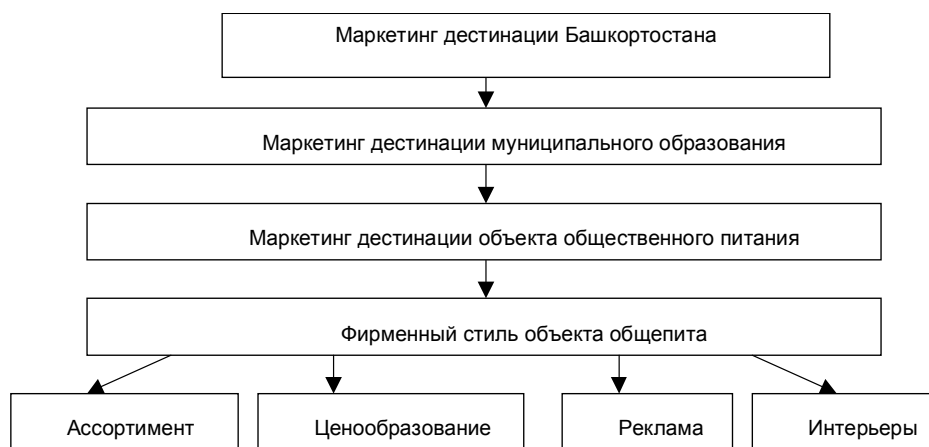 Маркетинг дестинации Башкортостана
Маркетинг дестинации муниципального образования
Маркетинг дестинации объекта общественного питания
Фирменный стиль объекта общепита
Ассортимент
Ценообразование
Реклама
Интерьеры